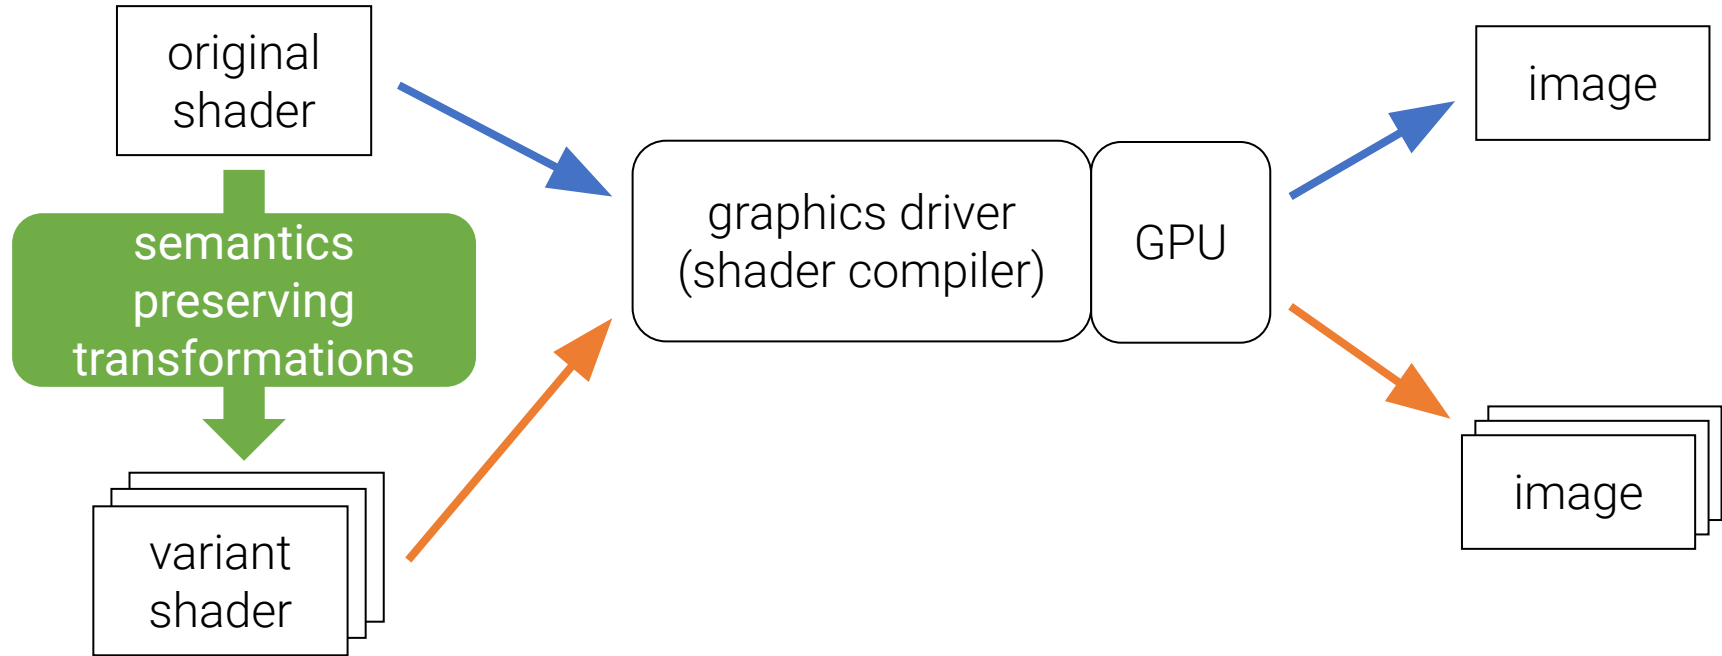 original
shader
semantics
preserving
transformations
variant
shader
graphics driver
(shader compiler)
GPU
image
image